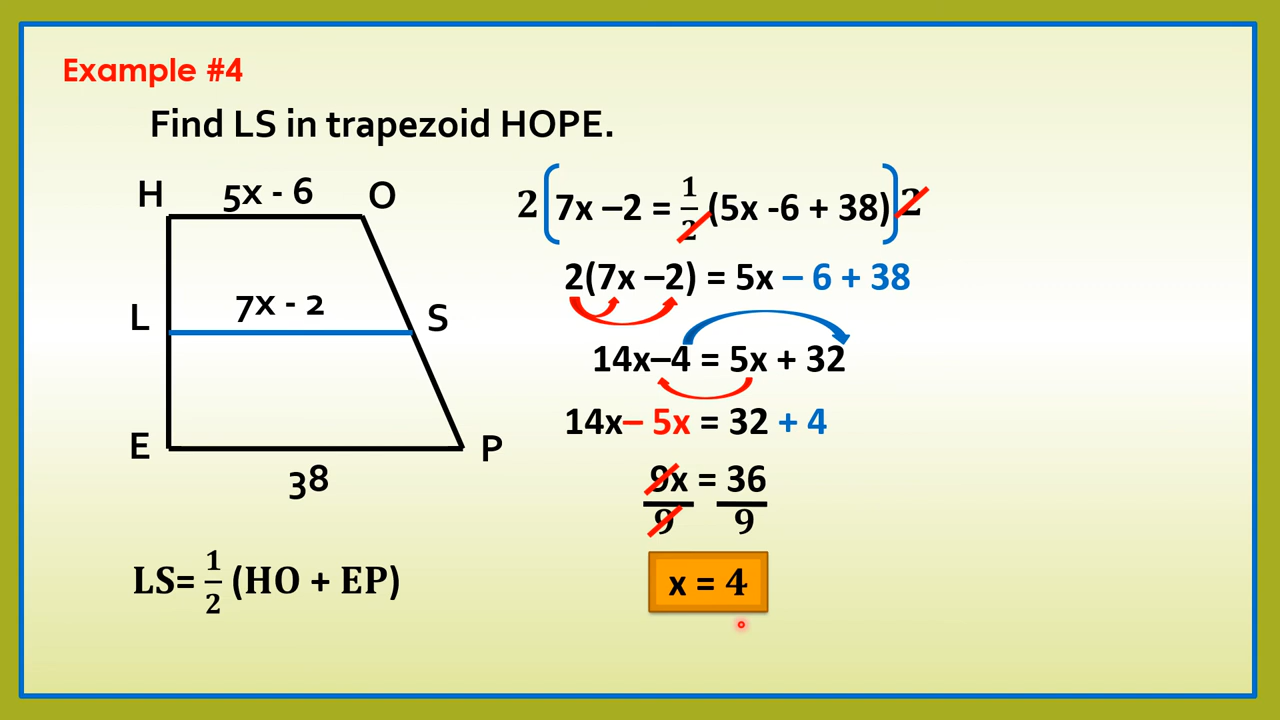 Example #4
Find LS in trapezoid HOPE.
H 5x - 6 O
L 7x - 2 S
E P
38
LS= 1/2 (HO + EP)
2 [7x –2 = 1/2 (5x -6 + 38)] 2
2(7x –2) = 5x – 6 + 38
14x–4 = 5x + 32
14x– 5x = 32 + 4
9x = 36
9 9
x = 4